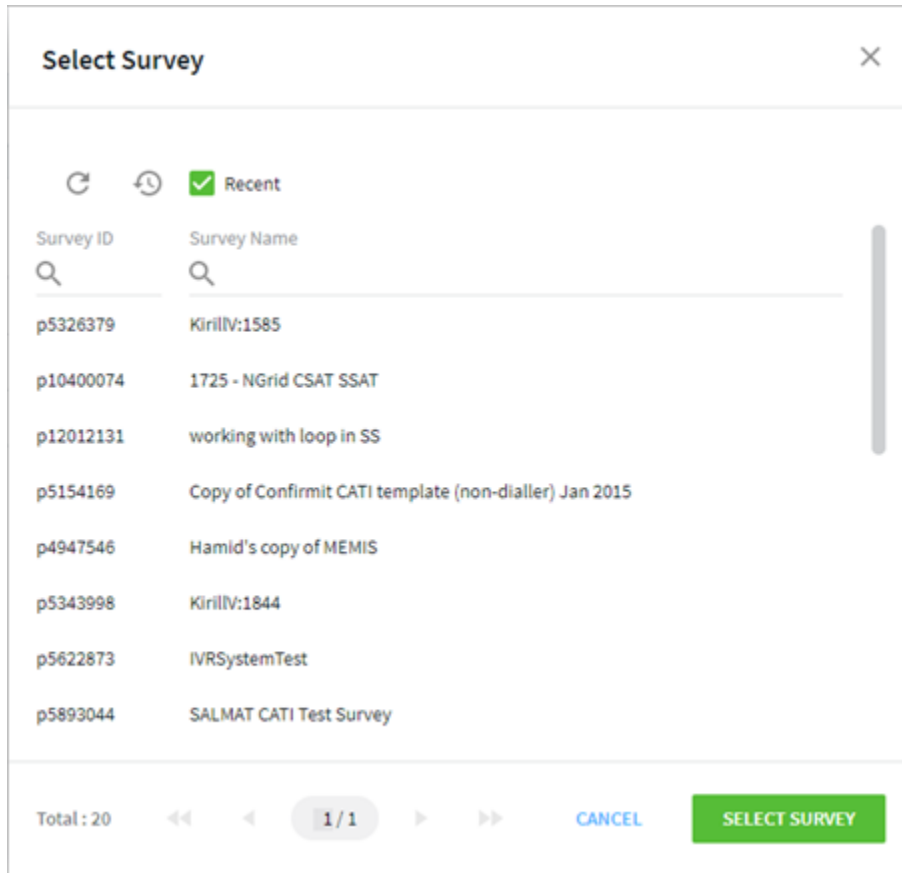 Select Survey
Recent
Survey ID Survey Name
p5326379 KirillV:1585
p10400074 1725 - NGrid CSAT SSAT
p12012131 working with loop in SS
p5154169 Copy of Confirmit CATI template (non-dialler) Jan 2015
p4947546 Hamid's copy of MEMIS
p5343998 KirillV:1844
p5622873 IVRSystemTest
p5893044 SALMAT CATI Test Survey
Total : 20 1 / 1 CANCEL SELECT SURVEY